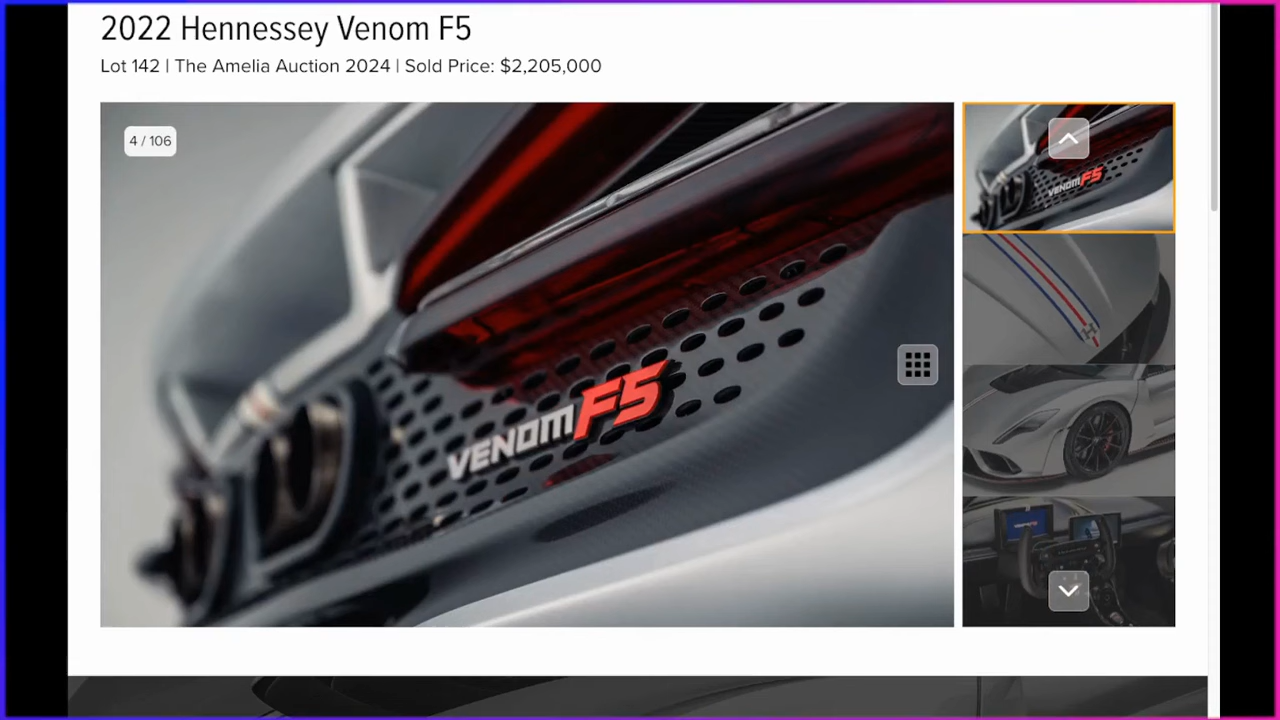 2022 Hennessey Venom F5
Lot 142 | The Amelia Auction 2024 | Sold Price: $2,205,000
4 / 106
VENOM F5
VENOM F5